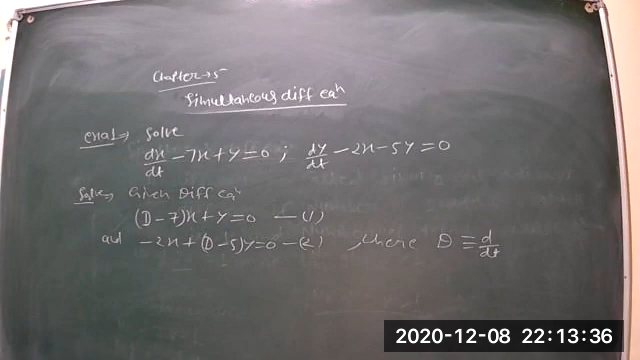 Chapter → 5
Simultaneous diff eqn
Exa1 ⇒ Solve
dx/dt - 7x + y = 0 ; dy/dt - 2x - 5y = 0
Solve ⇒ Given Diff eqn
(D - 7)x + y = 0 — (1)
and - 2x + (D - 5)y = 0 - (2) , where D ≡ d/dt
2020-12-08 22:13:36